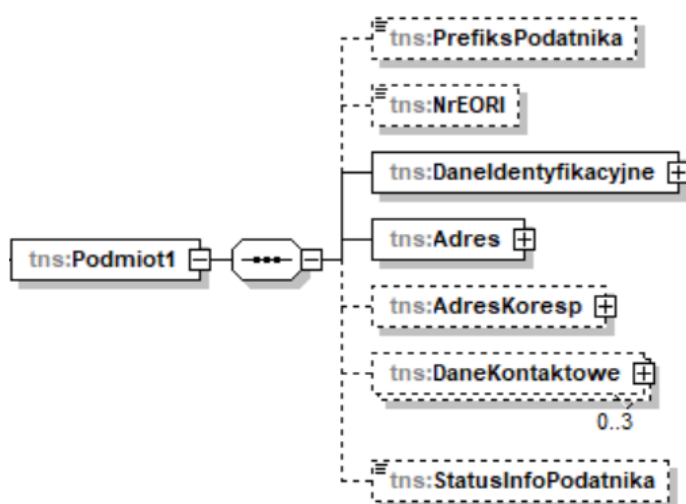 tns:PrefiksPodatnika
tns:NrEORI
tns:DaneIdentyfikacyjne
tns:Adres
tns:Podmiot1
tns:AdresKoresp
tns:DaneKontaktowe
0..3
tns:StatusInfoPodatnika